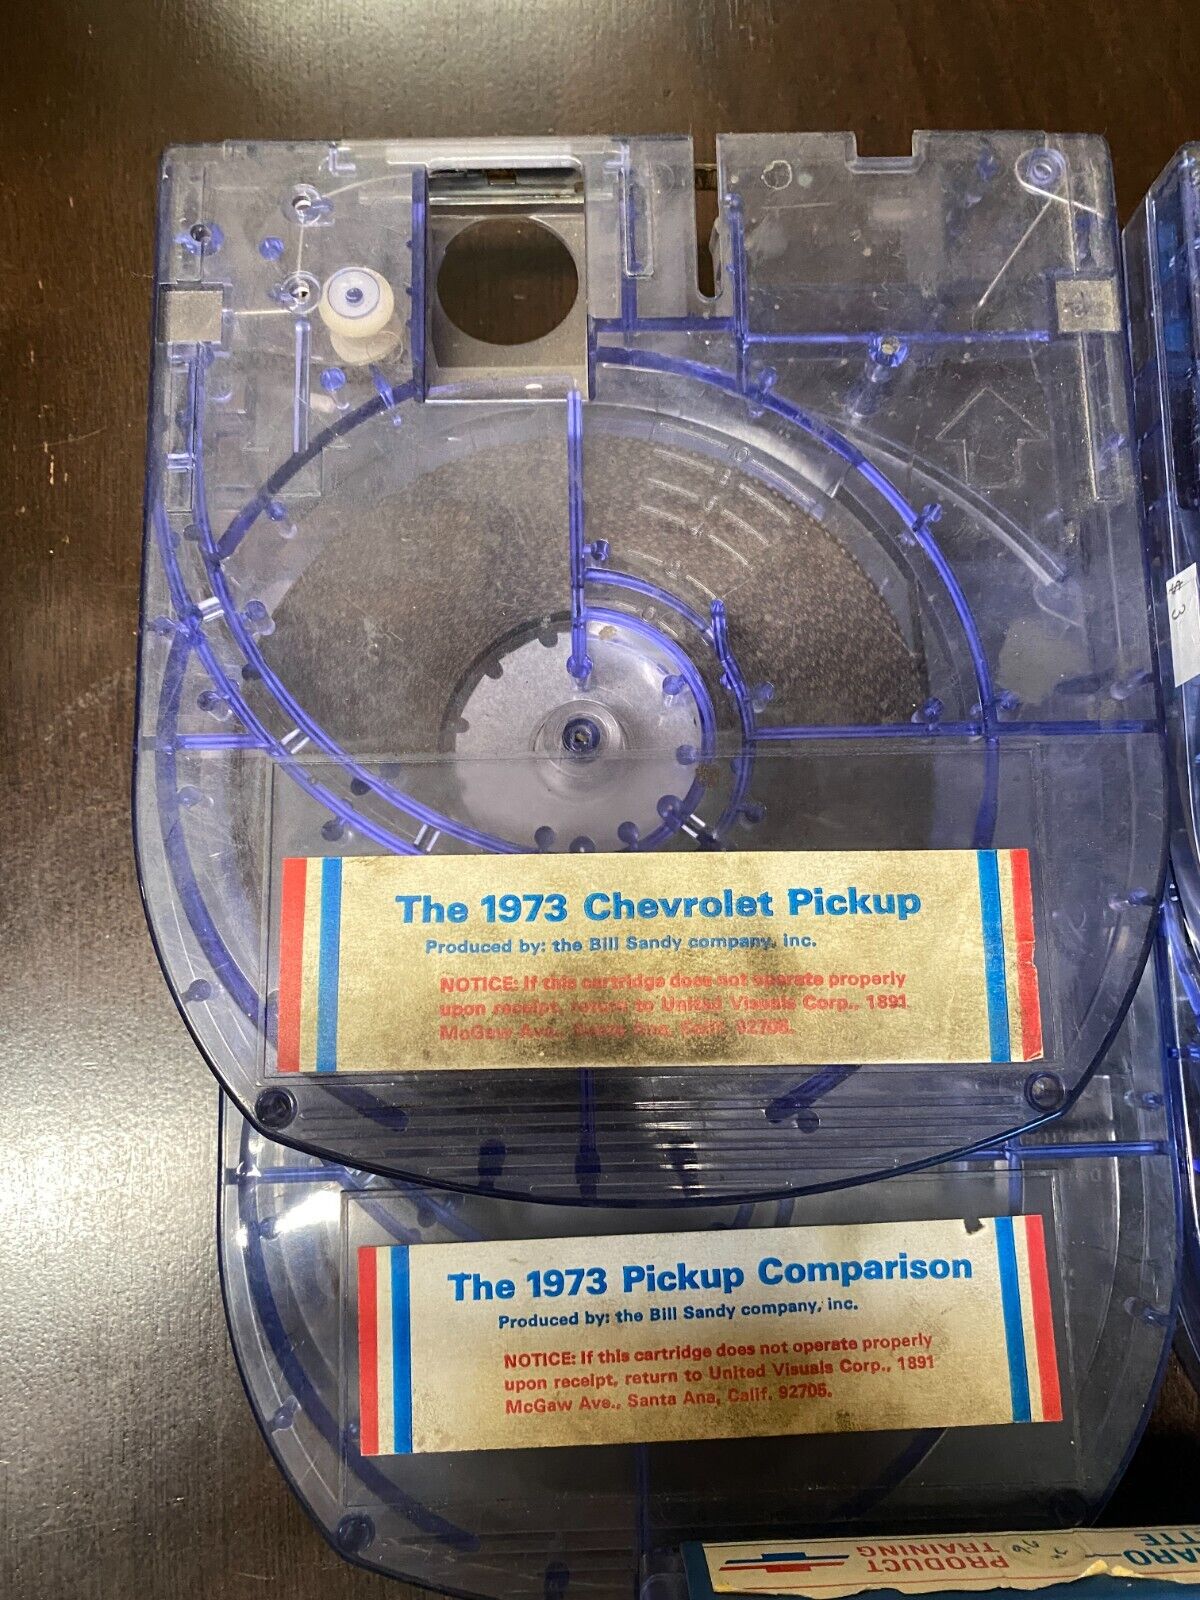 The 1973 Chevrolet Pickup
Produced by: the Bill Sandy company, inc.
NOTICE: If this cartridge does not operate properly
upon receipt, return to United Visuals Corp., 1891
McGaw Ave., Santa Ana, Calif. 92705.
The 1973 Pickup Comparison
Produced by: the Bill Sandy company, inc.
NOTICE: If this cartridge does not operate properly
upon receipt, return to United Visuals Corp., 1891
McGaw Ave., Santa Ana, Calif. 92705.
PRODUCT
TRAINING